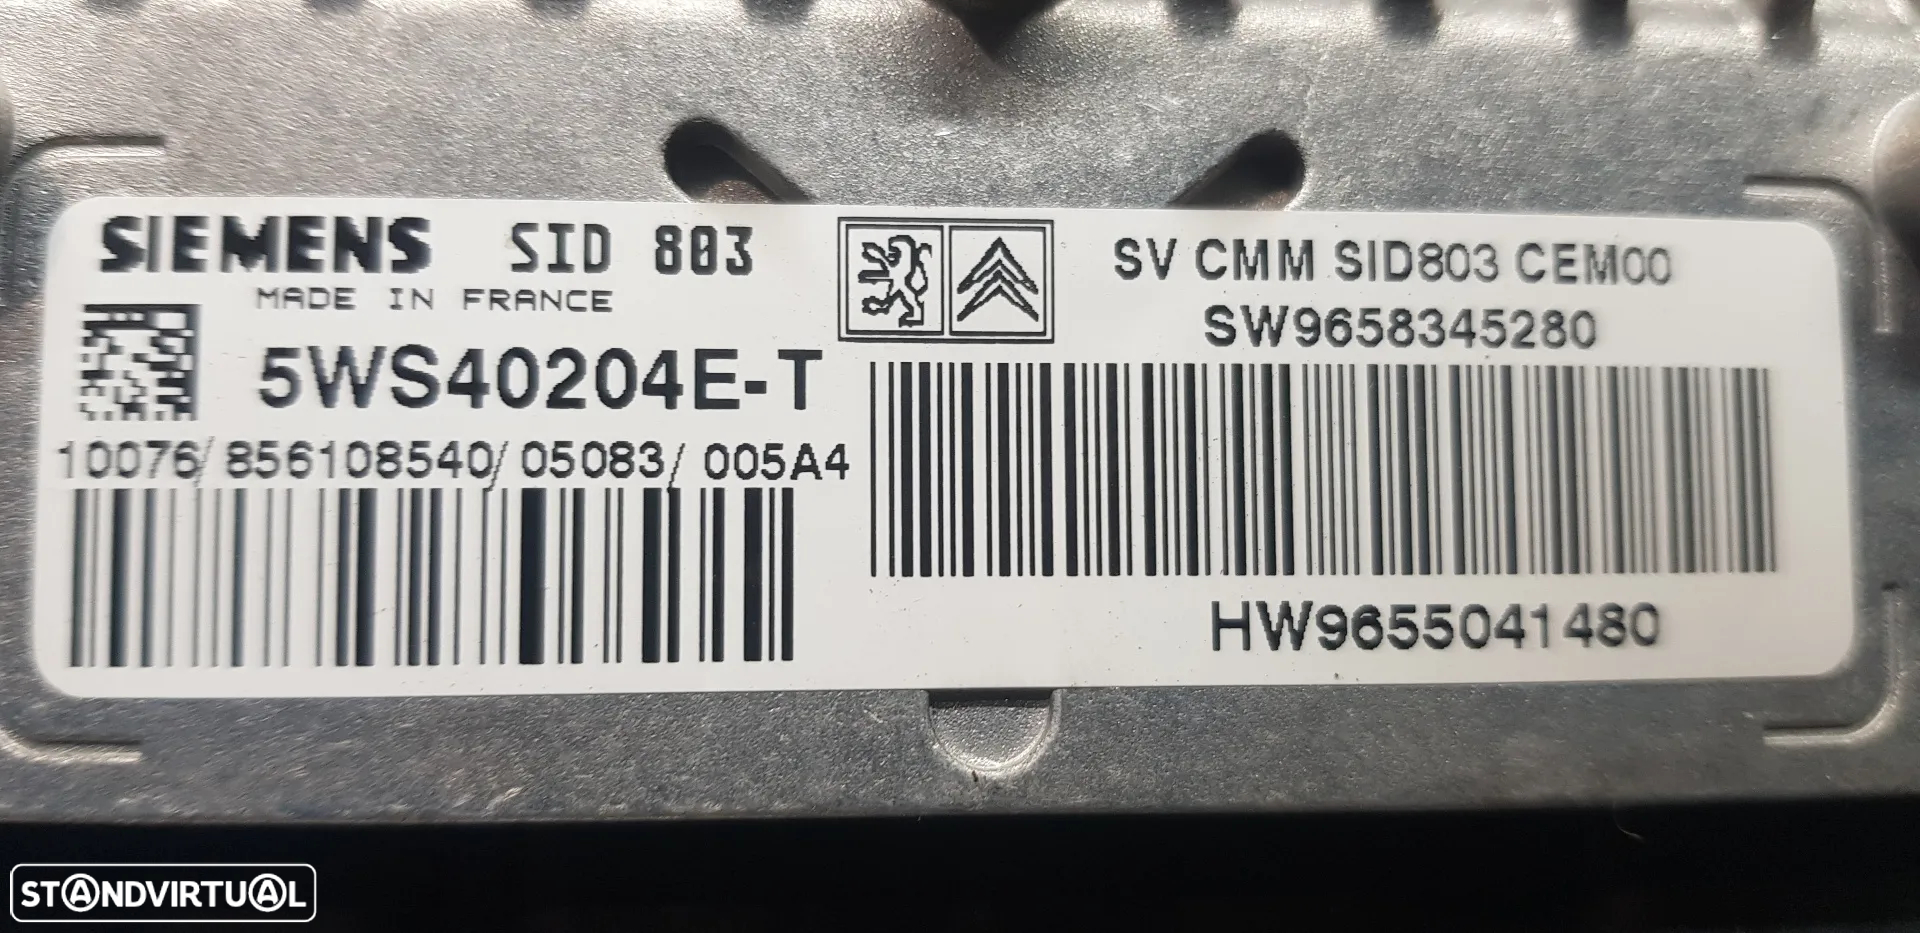 SIEMENS SID 803
MADE IN FRANCE
5WS40204E-T
10076/856108540/05083/005A4
SV CMM SID803 CEM00
SW9658345280
HW9655041480
STANDVIRTUAL